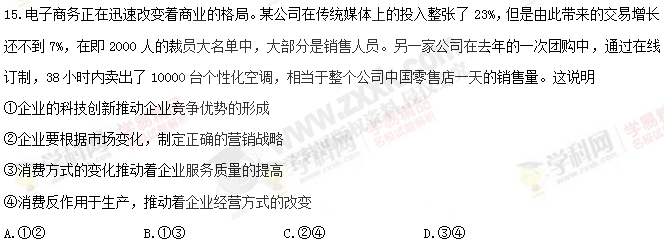 15.电子商务正在迅速改变着商业的格局。某公司在传统媒体上的投入整张了 23%，但是由此带来的交易增长
还不到 7%，在即 2000 人的裁员大名单中，大部分是销售人员。另一家公司在去年的一次团购中，通过在线
订制，38 小时内卖出了 10000 台个性化空调，相当于整个公司中国零售店一天的销售量。这说明
①企业的科技创新推动企业竞争优势的形成
②企业要根据市场变化，制定正确的营销战略
③消费方式的变化推动着企业服务质量的提高
④消费反作用于生产，推动着企业经营方式的改变
A.①② B.①③ C.②④ D.③④